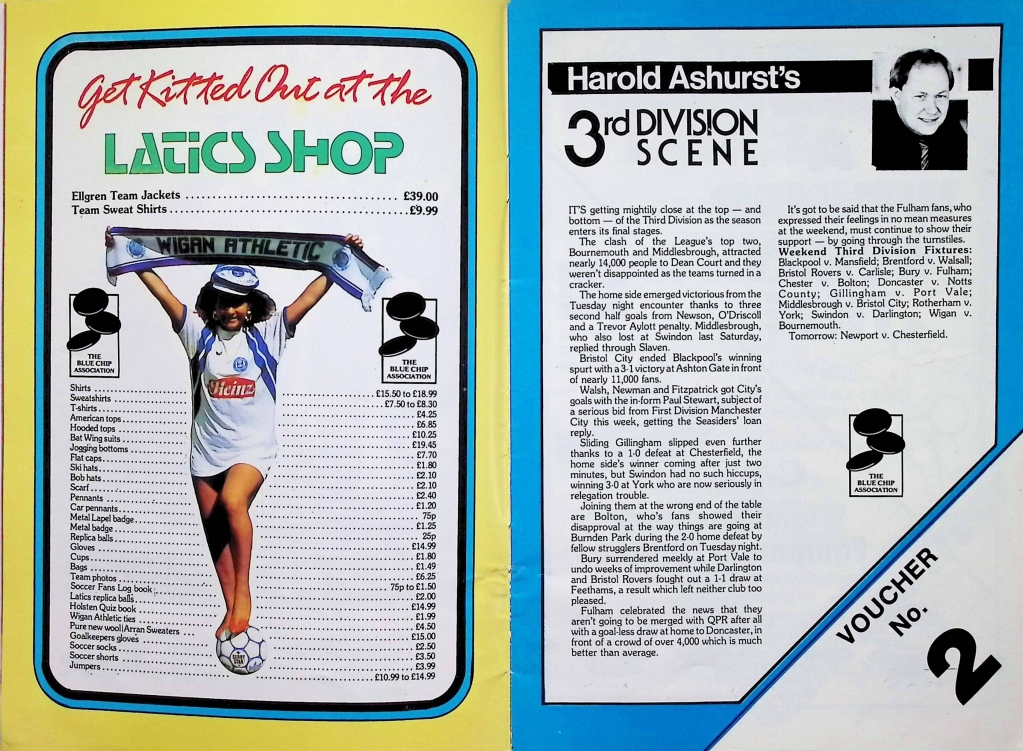 Get Kitted Out at the
LATICS SHOP
Ellgren Team Jackets .......... £39.00
Team Sweat Shirts .......... £9.99
WIGAN ATHLETIC
THE
BLUE CHIP
ASSOCIATION
THE
BLUE CHIP
ASSOCIATION
Heinz
Shirts .......... £15.50 to £18.99
Sweatshirts .......... £7.50 to £8.30
T-shirts .......... £4.25
American tops .......... £6.85
Hooded tops .......... £10.25
Bat Wing suits .......... £19.45
Jogging bottoms .......... £7.70
Flat caps .......... £1.80
Ski hats .......... £2.10
Bob hats .......... £2.10
Scarf .......... £2.40
Pennants .......... £1.20
Car pennants .......... 75p
Metal Lapel badge .......... £1.25
Metal badge .......... 25p
Replica balls .......... £14.99
Gloves .......... £1.80
Cups .......... £1.49
Bags .......... £6.25
Team photos .......... 75p to £1.50
Soccer Fans Log book .......... £2.00
Latics replica balls .......... £14.99
Holsten Quiz book .......... £1.99
Wigan Athletic ties .......... £4.50
Pure new wool/Arran Sweaters .......... £15.00
Goalkeepers gloves .......... £2.50
Soccer socks .......... £3.50
Soccer shorts .......... £3.99
Jumpers .......... £10.99 to £14.99
Harold Ashurst's
3rd DIVISION
SCENE
IT'S getting mightily close at the top — and
bottom — of the Third Division as the season
enters its final stages.
The clash of the League's top two,
Bournemouth and Middlesbrough, attracted
nearly 14,000 people to Dean Court and they
weren't disappointed as the teams turned in a
cracker.
The home side emerged victorious from the
Tuesday night encounter thanks to three
second half goals from Newson, O'Driscoll
and a Trevor Aylott penalty. Middlesbrough,
who also lost at Swindon last Saturday,
replied through Slaven.
Bristol City ended Blackpool's winning
spurt with a 3-1 victory at Ashton Gate in front
of nearly 11,000 fans.
Walsh, Newman and Fitzpatrick got City's
goals with the in-form Paul Stewart, subject of
a serious bid from First Division Manchester
City this week, getting the Seasiders' loan
reply.
Sliding Gillingham slipped even further
thanks to a 1-0 defeat at Chesterfield, the
home side's winner coming after just two
minutes, but Swindon had no such hiccups,
winning 3-0 at York who are now seriously in
relegation trouble.
Joining them at the wrong end of the table
are Bolton, who's fans showed their
disapproval at the way things are going at
Burnden Park during the 2-0 home defeat by
fellow strugglers Brentford on Tuesday night.
Bury surrendered meekly at Port Vale to
undo weeks of improvement while Darlington
and Bristol Rovers fought out a 1-1 draw at
Feethams, a result which left neither club too
pleased.
Fulham celebrated the news that they
aren't going to be merged with QPR after all
with a goal-less draw at home to Doncaster, in
front of a crowd of over 4,000 which is much
better than average.
It's got to be said that the Fulham fans, who
expressed their feelings in no mean measures
at the weekend, must continue to show their
support — by going through the turnstiles.
Weekend Third Division Fixtures:
Blackpool v. Mansfield; Brentford v. Walsall;
Bristol Rovers v. Carlisle; Bury v. Fulham;
Chester v. Bolton; Doncaster v. Notts
County; Gillingham v. Port Vale;
Middlesbrough v. Bristol City; Rotherham v.
York; Swindon v. Darlington; Wigan v.
Bournemouth.
Tomorrow: Newport v. Chesterfield.
THE
BLUE CHIP
ASSOCIATION
VOUCHER
No.
2